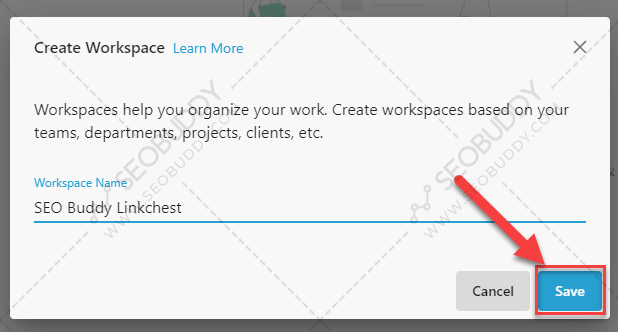 Create Workspace Learn More
Workspaces help you organize your work. Create workspaces based on your
teams, departments, projects, clients, etc.
Workspace Name
SEO Buddy Linkchest
Cancel Save
SEOBUDDY
WWW.SEOBUDDY.COM
SEOBUDDY
WWW.SEOBUDDY.COM